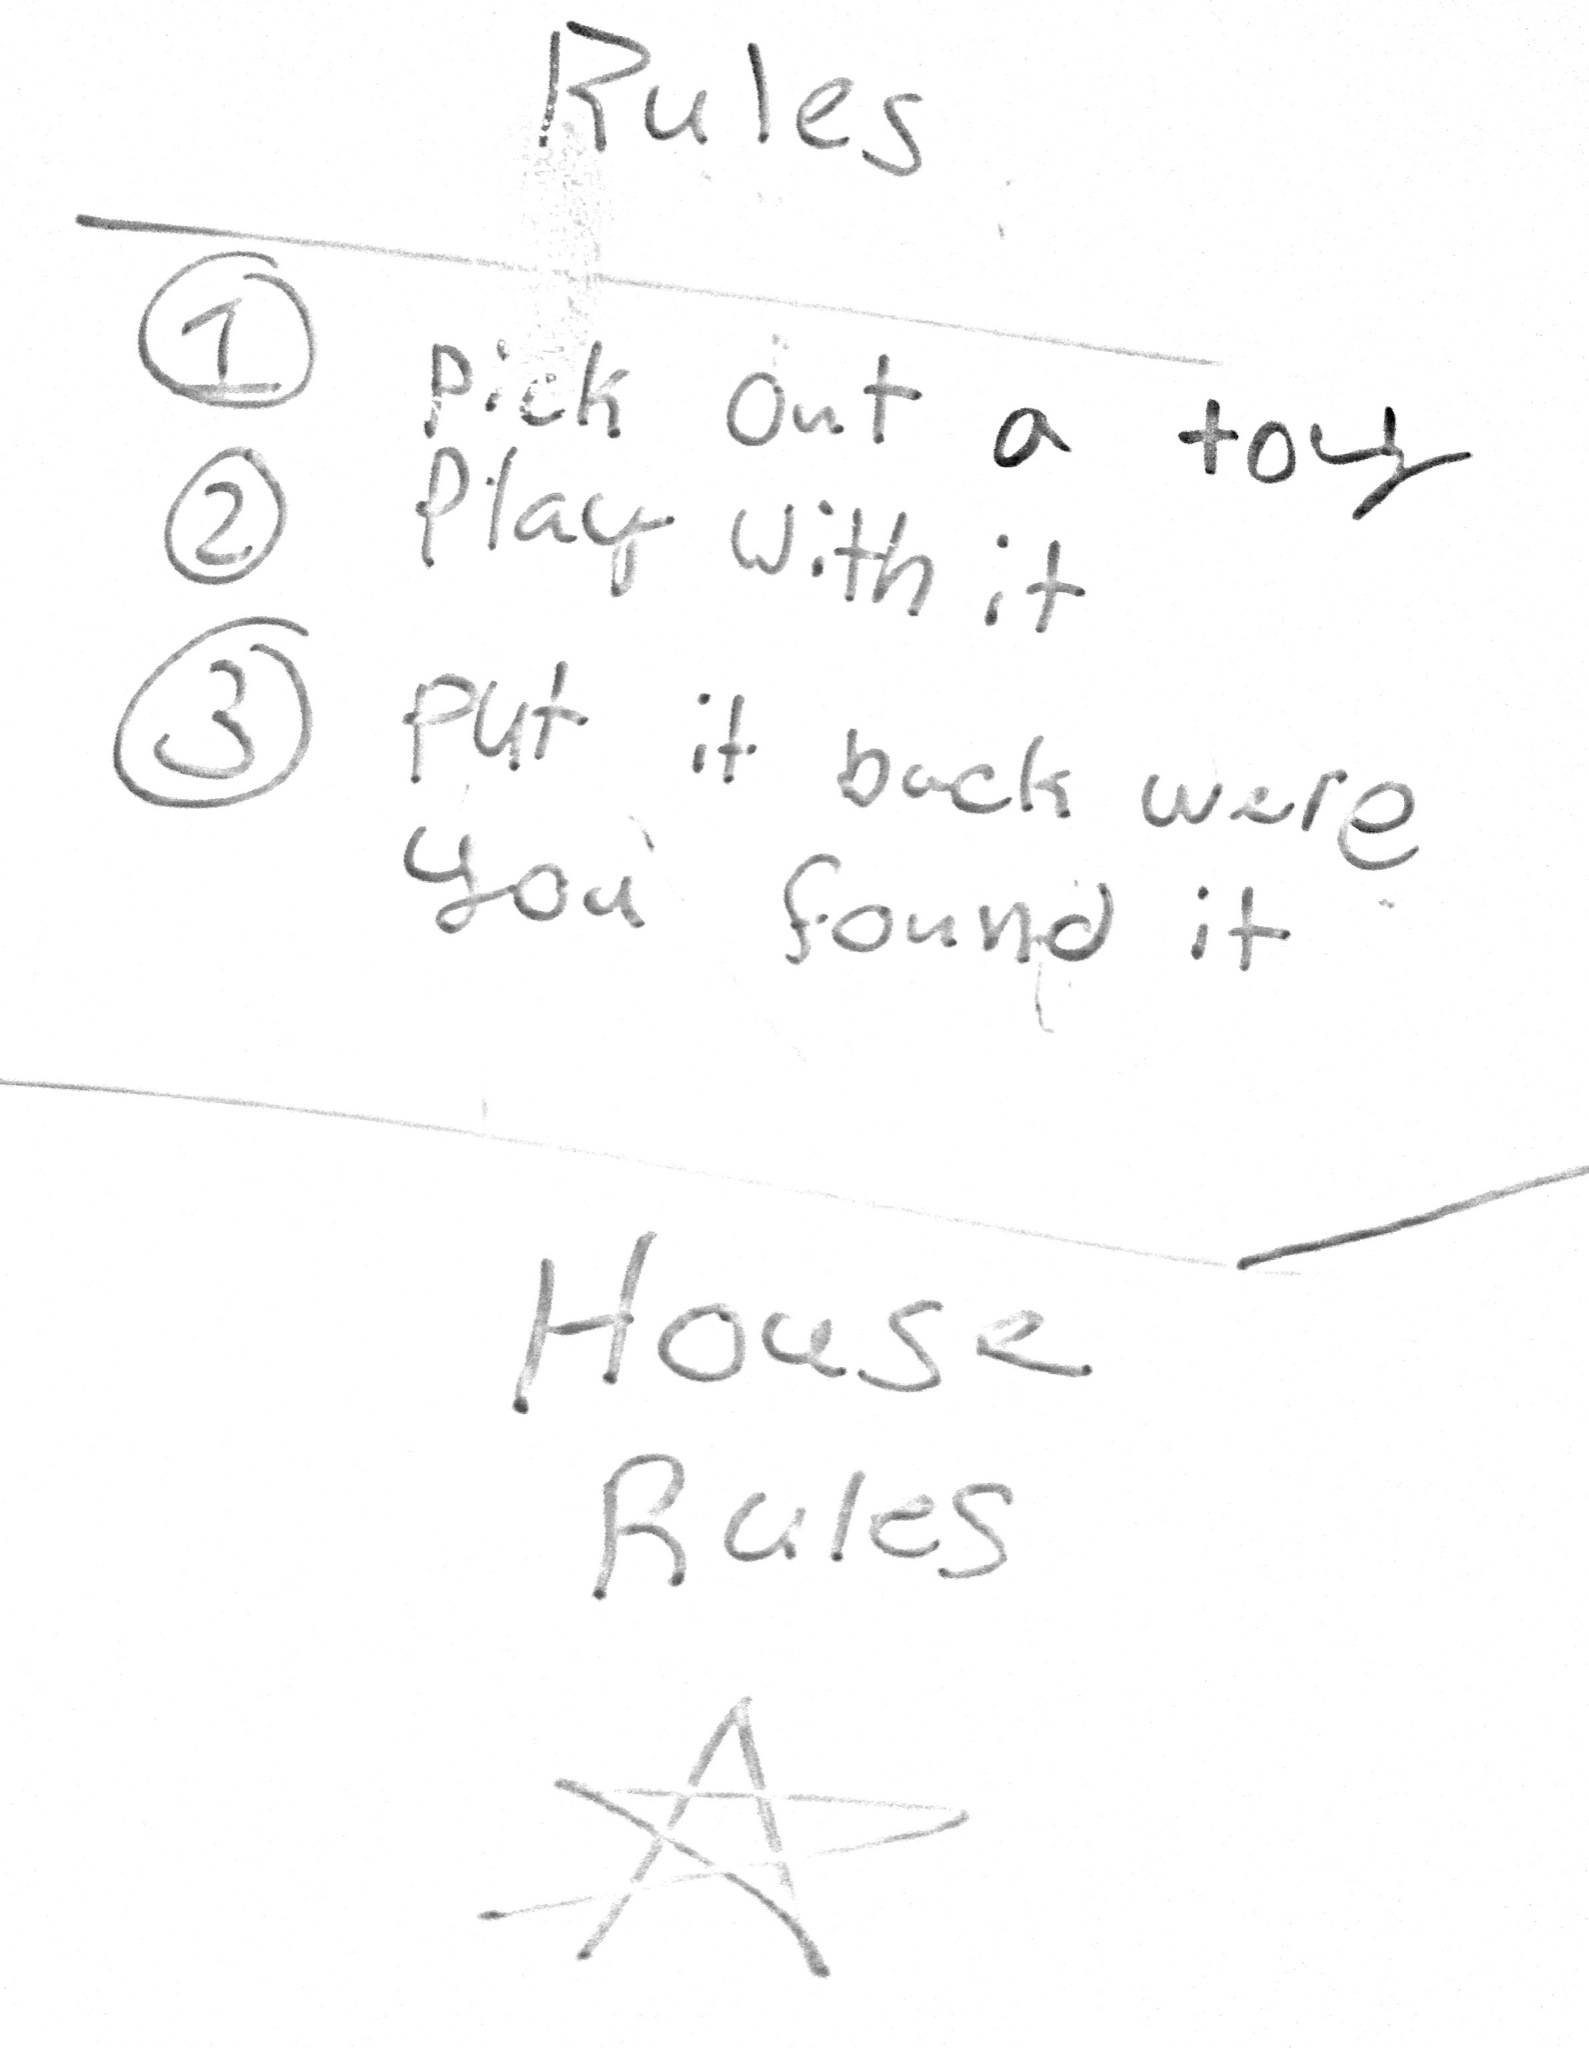 Rules
1 Pick out a toy
2 Play with it
3 Put it back were
you found it
House
Rules